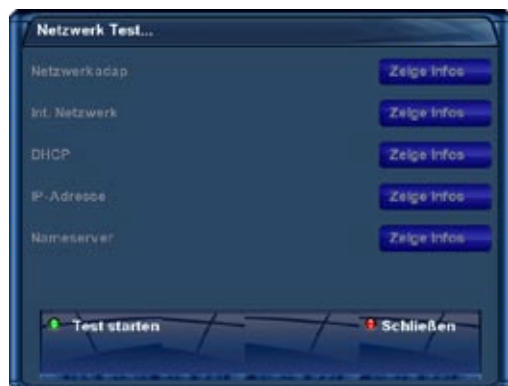 Netzwerk Test...
Netzwerkadap Zeige Infos
Int. Netzwerk Zeige Infos
DHCP Zeige Infos
IP-Adresse Zeige Infos
Nameserver Zeige Infos
Test starten Schließen